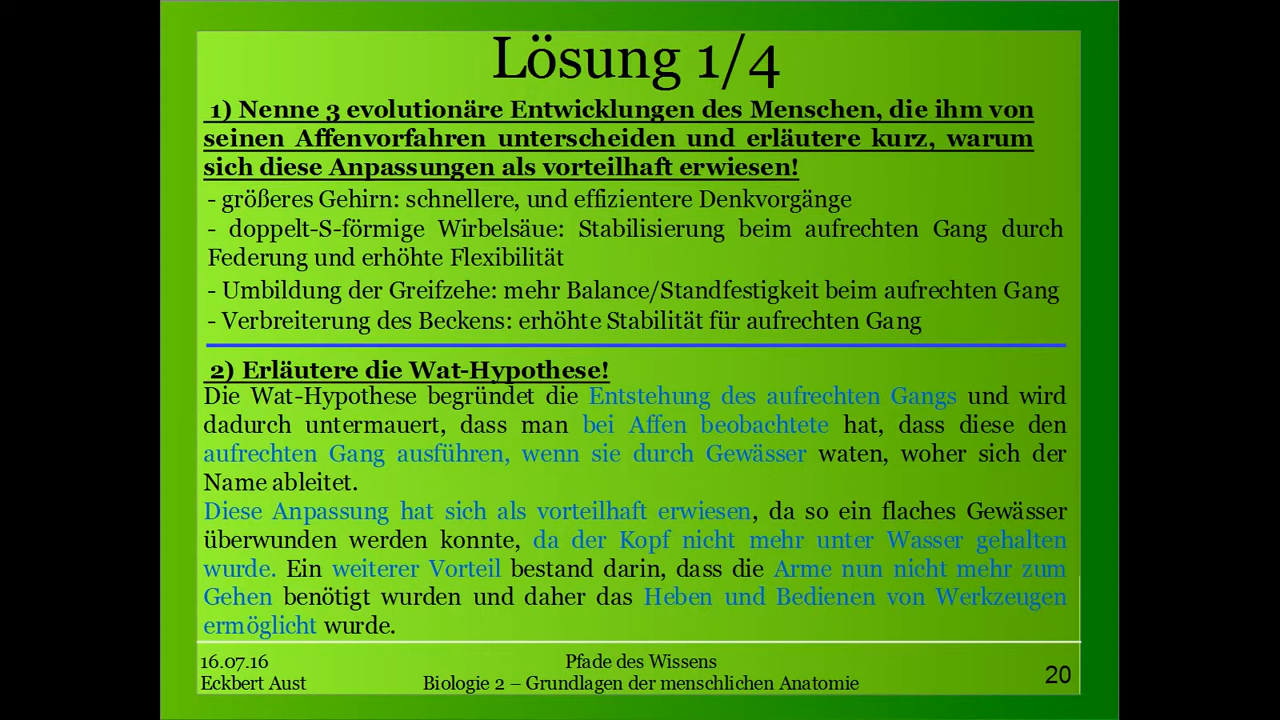 Lösung 1/4
1) Nenne 3 evolutionäre Entwicklungen des Menschen, die ihm von
seinen Affenvorfahren unterscheiden und erläutere kurz, warum
sich diese Anpassungen als vorteilhaft erwiesen!
- größeres Gehirn: schnellere, und effizientere Denkvorgänge
- doppelt-S-förmige Wirbelsäue: Stabilisierung beim aufrechten Gang durch
Federung und erhöhte Flexibilität
- Umbildung der Greifzehe: mehr Balance/Standfestigkeit beim aufrechten Gang
- Verbreiterung des Beckens: erhöhte Stabilität für aufrechten Gang
2) Erläutere die Wat-Hypothese!
Die Wat-Hypothese begründet die Entstehung des aufrechten Gangs und wird
dadurch untermauert, dass man bei Affen beobachtete hat, dass diese den
aufrechten Gang ausführen, wenn sie durch Gewässer waten, woher sich der
Name ableitet.
Diese Anpassung hat sich als vorteilhaft erwiesen, da so ein flaches Gewässer
überwunden werden konnte, da der Kopf nicht mehr unter Wasser gehalten
wurde. Ein weiterer Vorteil bestand darin, dass die Arme nun nicht mehr zum
Gehen benötigt wurden und daher das Heben und Bedienen von Werkzeugen
ermöglicht wurde.
16.07.16
Eckbert Aust
Pfade des Wissens
Biologie 2 – Grundlagen der menschlichen Anatomie
20